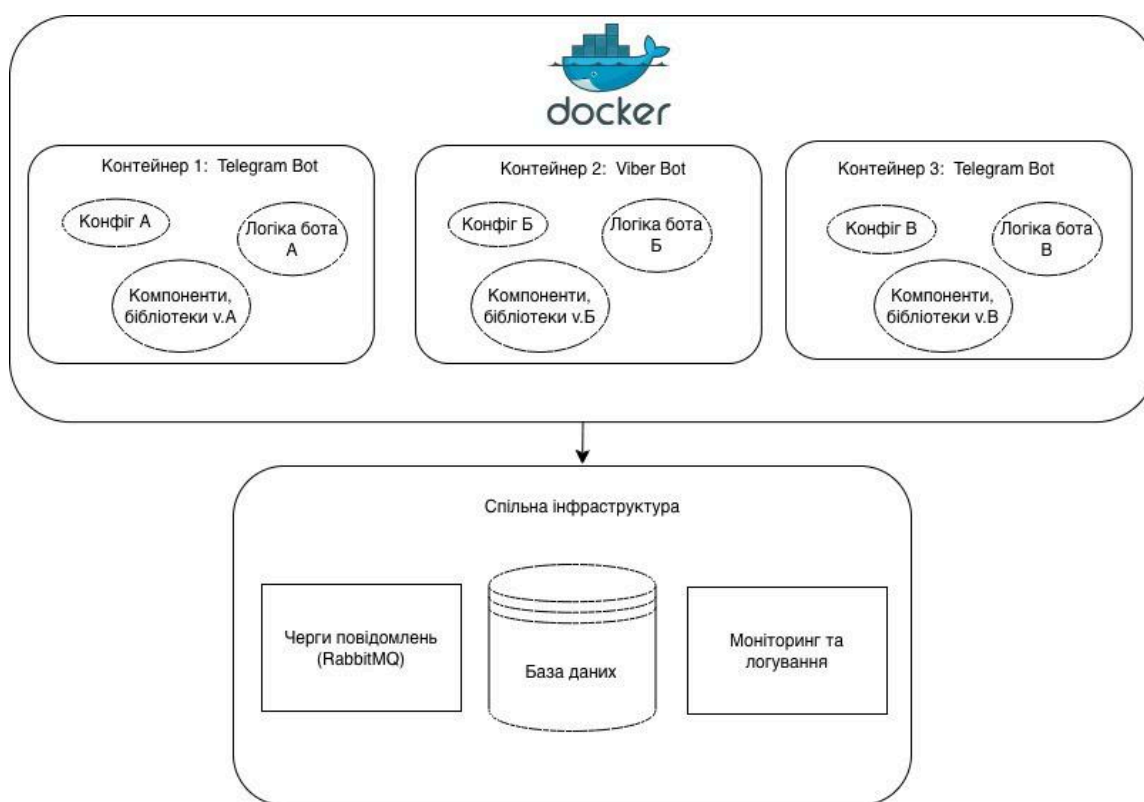 docker
Контейнер 1: Telegram Bot
Конфіг А
Логіка бота
А
Компоненти,
бібліотеки v.А
Контейнер 2: Viber Bot
Конфіг Б
Логіка бота
Б
Компоненти,
бібліотеки v.Б
Контейнер 3: Telegram Bot
Конфіг В
Логіка бота
В
Компоненти,
бібліотеки v.В
Спільна інфраструктура
Черги повідомлень
(RabbitMQ)
База даних
Моніторинг та
логування